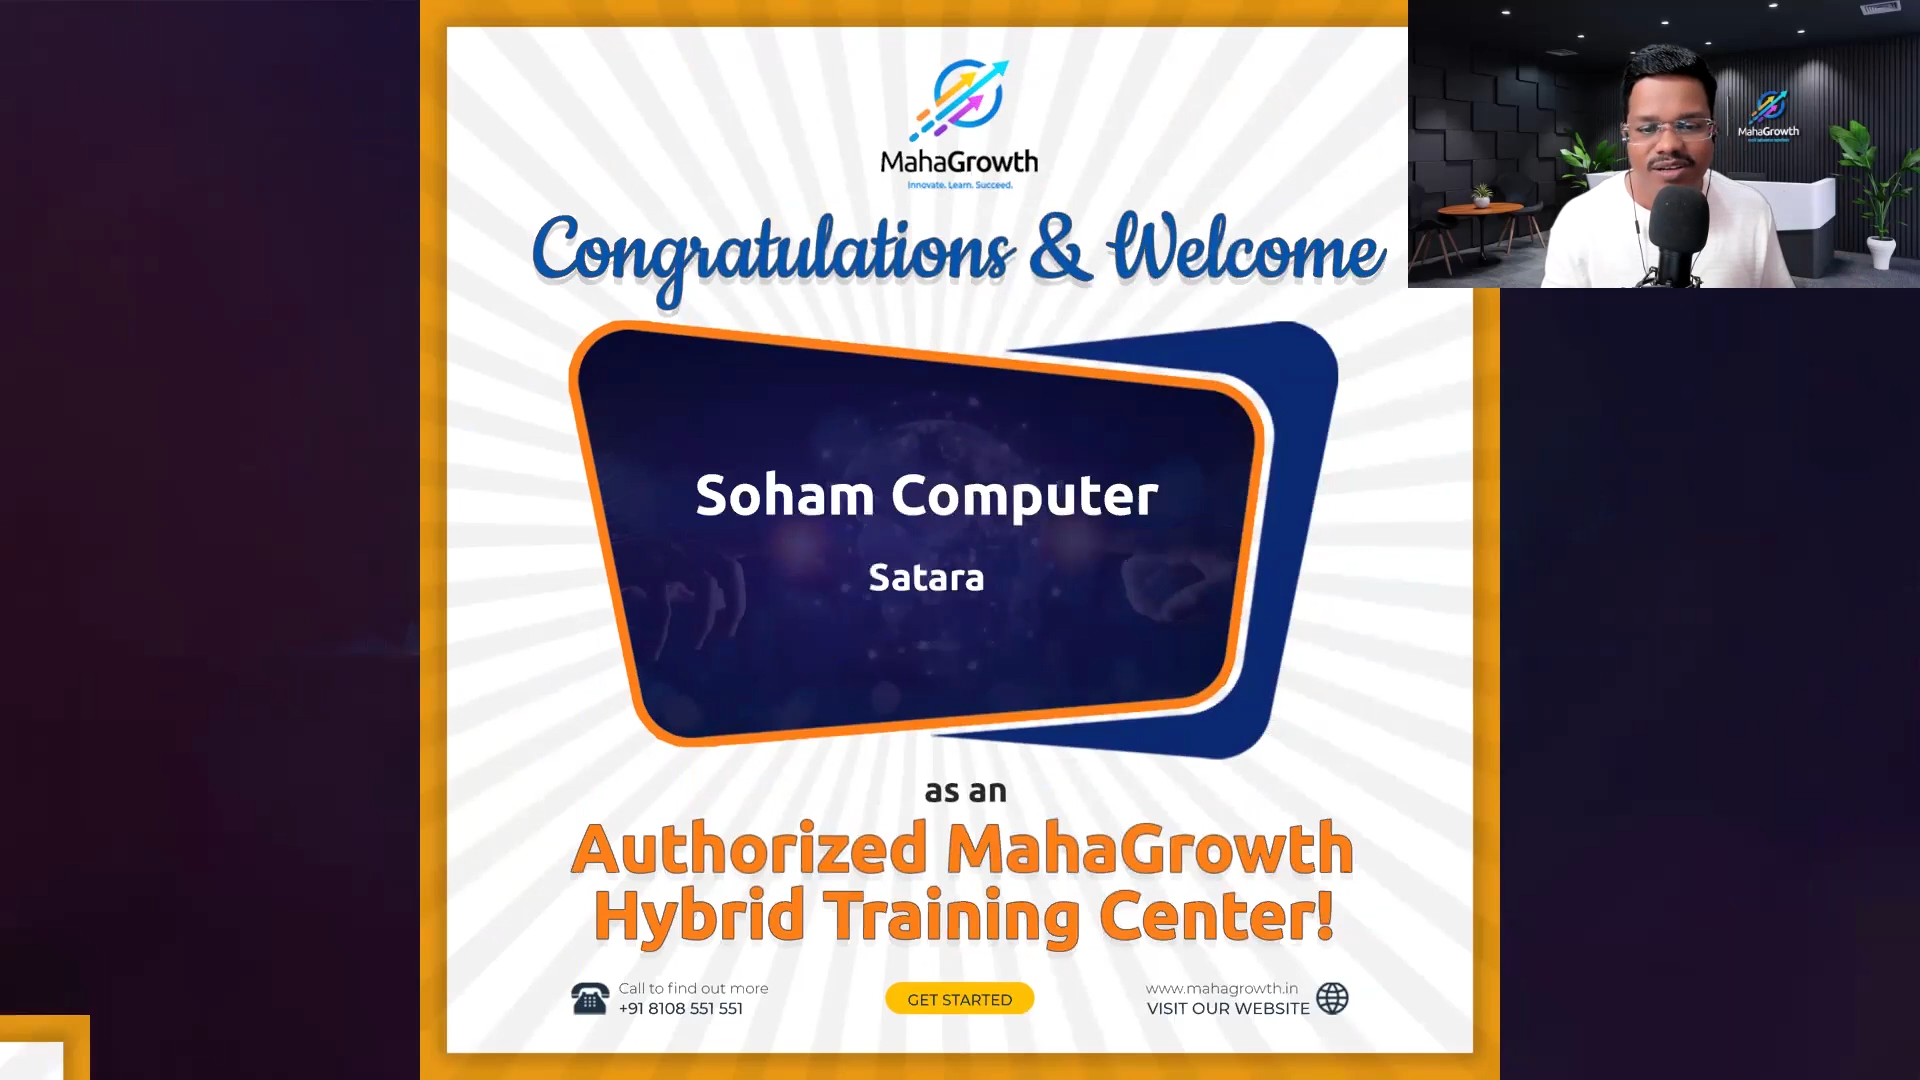 MahaGrowth
Innovate. Learn. Succeed.
Congratulations & Welcome
Soham Computer
Satara
as an
Authorized MahaGrowth
Hybrid Training Center!
Call to find out more
+91 8108 551 551
GET STARTED
www.mahagrowth.in
VISIT OUR WEBSITE
MahaGrowth